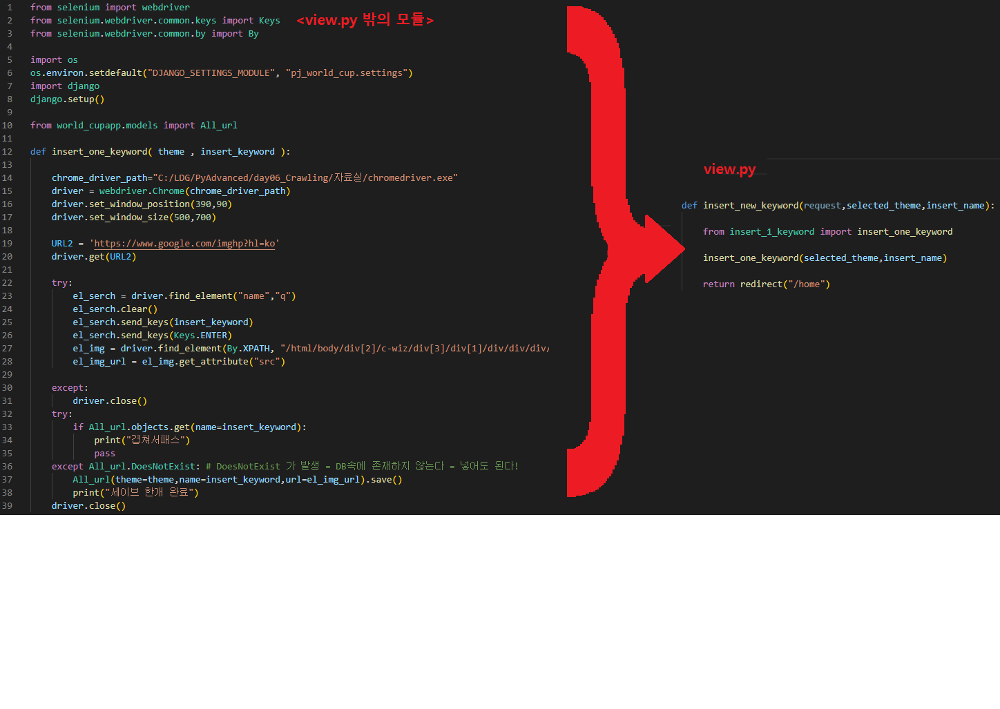 1 from selenium import webdriver
2 from selenium.webdriver.common.keys import Keys
<view.py 밖의 모듈>
3 from selenium.webdriver.common.by import By
4
5 import os
6 os.environ.setdefault("DJANGO_SETTINGS_MODULE", "pj_world_cup.settings")
7 import django
8 django.setup()
9
10 from world_cupapp.models import All_url
11
12 def insert_one_keyword( theme , insert_keyword ):
13
14 chrome_driver_path="C:/LDG/PyAdvanced/day06_Crawling/자료실/chromedriver.exe"
15 driver = webdriver.Chrome(chrome_driver_path)
16 driver.set_window_position(390,90)
17 driver.set_window_size(500,700)
18
19 URL2 = 'https://www.google.com/imghp?hl=ko'
20 driver.get(URL2)
21
22 try:
23 el_serch = driver.find_element("name","q")
24 el_serch.clear()
25 el_serch.send_keys(insert_keyword)
26 el_serch.send_keys(Keys.ENTER)
27 el_img = driver.find_element(By.XPATH, "/html/body/div[2]/c-wiz/div[3]/div[1]/div/div/div/
28 el_img_url = el_img.get_attribute("src")
29
30 except:
31 driver.close()
32 try:
33 if All_url.objects.get(name=insert_keyword):
34 print("겹쳐서패스")
35 pass
36 except All_url.DoesNotExist: # DoesNotExist 가 발생 = DB속에 존재하지 않는다 = 넣어도 된다!
37 All_url(theme=theme,name=insert_keyword,url=el_img_url).save()
38 print("세이브 한개 완료")
39 driver.close()
view.py
def insert_new_keyword(request,selected_theme,insert_name):
from insert_1_keyword import insert_one_keyword
insert_one_keyword(selected_theme,insert_name)
return redirect("/home")